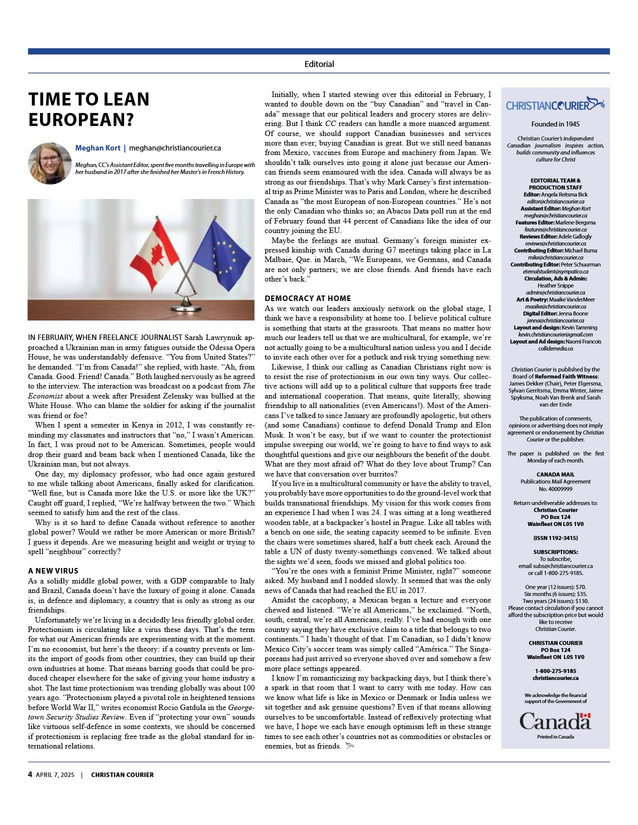 Editorial
TIME TO LEAN
EUROPEAN?
Meghan Kort | meghan@christiancourier.ca
Meghan, CC's Assistant Editor, spent five months travelling in Europe with
her husband in 2017 after she finished her Master's in French History.
IN FEBRUARY, WHEN FREELANCE JOURNALIST Sarah Lawrynuik ap-
proached a Ukrainian man in army fatigues outside the Odessa Opera
House, he was understandably defensive. "You from United States?"
he demanded. "I'm from Canada!" she replied, with haste. "Ah, from
Canada. Good. Friend! Canada." Both laughed nervously as he agreed
to the interview. The interaction was broadcast on a podcast from The
Economist about a week after President Zelensky was bullied at the
White House. Who can blame the soldier for asking if the journalist
was friend or foe?
When I spent a semester in Kenya in 2012, I was constantly re-
minding my classmates and instructors that "no," I wasn't American.
In fact, I was proud not to be American. Sometimes, people would
drop their guard and beam back when I mentioned Canada, like the
Ukrainian man, but not always.
One day, my diplomacy professor, who had once again gestured
to me while talking about Americans, finally asked for clarification.
"Well fine, but is Canada more like the U.S. or more like the UK?"
Caught off guard, I replied, "We're halfway between the two." Which
seemed to satisfy him and the rest of the class.
Why is it so hard to define Canada without reference to another
global power? Would we rather be more American or more British?
I guess it depends. Are we measuring height and weight or trying to
spell "neighbour" correctly?
A NEW VIRUS
As a solidly middle global power, with a GDP comparable to Italy
and Brazil, Canada doesn't have the luxury of going it alone. Canada
is, in defence and diplomacy, a country that is only as strong as our
friendships.
Unfortunately we're living in a decidedly less friendly global order.
Protectionism is circulating like a virus these days. That's the term
for what our American friends are experimenting with at the moment.
I'm no economist, but here's the theory: if a country prevents or lim-
its the import of goods from other countries, they can build up their
own industries at home. That means barring goods that could be pro-
duced cheaper elsewhere for the sake of giving your home industry a
shot. The last time protectionism was trending globally was about 100
years ago. "Protectionism played a pivotal role in heightened tensions
before World War II," writes economist Rocio Gatdula in the George-
town Security Studies Review. Even if "protecting your own" sounds
like virtuous self-defence in some contexts, we should be concerned
if protectionism is replacing free trade as the global standard for in-
ternational relations.
Initially, when I started stewing over this editorial in February, I
wanted to double down on the "buy Canadian" and "travel in Can-
ada" message that our political leaders and grocery stores are deliv-
ering. But I think CC readers can handle a more nuanced argument.
Of course, we should support Canadian businesses and services
more than ever; buying Canadian is great. But we still need bananas
from Mexico, vaccines from Europe and machinery from Japan. We
shouldn't talk ourselves into going it alone just because our Ameri-
can friends seem enamoured with the idea. Canada will always be as
strong as our friendships. That's why Mark Carney's first internation-
al trip as Prime Minister was to Paris and London, where he described
Canada as "the most European of non-European countries." He's not
the only Canadian who thinks so; an Abacus Data poll run at the end
of February found that 44 percent of Canadians like the idea of our
country joining the EU.
Maybe the feelings are mutual. Germany's foreign minister ex-
pressed kinship with Canada during G7 meetings taking place in La
Malbaie, Que. in March, "We Europeans, we Germans, and Canada
are not only partners; we are close friends. And friends have each
other's back."
DEMOCRACY AT HOME
As we watch our leaders anxiously network on the global stage, I
think we have a responsibility at home too. I believe political culture
is something that starts at the grassroots. That means no matter how
much our leaders tell us that we are multicultural, for example, we're
not actually going to be a multicultural nation unless you and I decide
to invite each other over for a potluck and risk trying something new.
Likewise, I think our calling as Canadian Christians right now is
to resist the rise of protectionism in our own tiny ways. Our collec-
tive actions will add up to a political culture that supports free trade
and international cooperation. That means, quite literally, showing
friendship to all nationalities (even Americans!). Most of the Ameri-
cans I've talked to since January are profoundly apologetic, but others
(and some Canadians) continue to defend Donald Trump and Elon
Musk. It won't be easy, but if we want to counter the protectionist
impulse sweeping our world, we're going to have to find ways to ask
thoughtful questions and give our neighbours the benefit of the doubt.
What are they most afraid of? What do they love about Trump? Can
we have that conversation over burritos?
If you live in a multicultural community or have the ability to travel,
you probably have more opportunities to do the ground-level work that
builds transnational friendships. My vision for this work comes from
an experience I had when I was 24. I was sitting at a long weathered
wooden table, at a backpacker's hostel in Prague. Like all tables with
a bench on one side, the seating capacity seemed to be infinite. Even
the chairs were sometimes shared, half a butt cheek each. Around the
table a UN of dusty twenty-somethings convened. We talked about
the sights we'd seen, foods we missed and global politics too.
"You're the ones with a feminist Prime Minister, right?" someone
asked. My husband and I nodded slowly. It seemed that was the only
news of Canada that had reached the EU in 2017.
Amidst the cacophony, a Mexican began a lecture and everyone
chewed and listened. "We're all Americans," he exclaimed. "North,
south, central, we're all Americans, really. I've had enough with one
country saying they have exclusive claim to a title that belongs to two
continents." I hadn't thought of that. I'm Canadian, so I didn't know
Mexico City's soccer team was simply called "América." The Singa-
poreans had just arrived so everyone shoved over and somehow a few
more place settings appeared.
I know I'm romanticizing my backpacking days, but I think there's
a spark in that room that I want to carry with me today. How can
we know what life is like in Mexico or Denmark or India unless we
sit together and ask genuine questions? Even if that means allowing
ourselves to be uncomfortable. Instead of reflexively protecting what
we have, I hope we each have enough optimism left in these strange
times to see each other's countries not as commodities or obstacles or
enemies, but as friends.
CHRISTIANCOURIER
Founded in 1945
Christian Courier's independent
Canadian journalism inspires action,
builds community and influences
culture for Christ
EDITORIAL TEAM &
PRODUCTION STAFF
Editor: Angela Reitsma Bick
editor@christiancourier.ca
Assistant Editor: Meghan Kort
meghan@christiancourier.ca
Features Editor: Marlene Bergsma
features@christiancourier.ca
Reviews Editor: Adele Gallogly
reviews@christiancourier.ca
Contributing Editor: Michael Buma
mike@christiancourier.ca
Contributing Editor: Peter Schuurman
eternalstudent@sympatico.ca
Circulation, Ads & Admin:
Heather Snippe
admin@christiancourier.ca
Art & Poetry: Maaike VanderMeer
maaike@christiancourier.ca
Digital Editor: Jenna Boone
jenna@christiancourier.ca
Layout and design: Kevin Tamming
kevin.christiancourier@gmail.com
Layout and Ad design: Naomi Francois
collidemedia.ca
Christian Courier is published by the
Board of Reformed Faith Witness:
James Dekker (Chair), Peter Elgersma,
Sylvan Gerritsma, Emma Winter, Jaime
Spyksma, Noah Van Brenk and Sarah
van der Ende
The publication of comments,
opinions or advertising does not imply
agreement or endorsement by Christian
Courier or the publisher.
The paper is published on the first
Monday of each month.
CANADA MAIL
Publications Mail Agreement
No. 40009999
Return undeliverable addresses to:
Christian Courier
PO Box 124
Wainfleet ON L0S 1V0
(ISSN 1192-3415)
SUBSCRIPTIONS:
To subscribe,
email subs@christiancourier.ca
or call 1-800-275-9185.
One year (12 issues): $70.
Six months (6 issues): $35.
Two years (24 issues): $130.
Please contact circulation if you cannot
afford the subscription price but would
like to receive
Christian Courier.
CHRISTIAN COURIER
PO Box 124
Wainfleet ON L0S 1V0
1-800-275-9185
christiancourier.ca
We acknowledge the financial
support of the Government of
Canada
Printed in Canada
4 APRIL 7, 2025 | CHRISTIAN COURIER